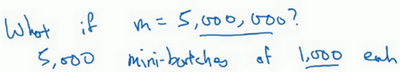 What if m = 5,000,000?
5,000 mini-batches of 1,000 each